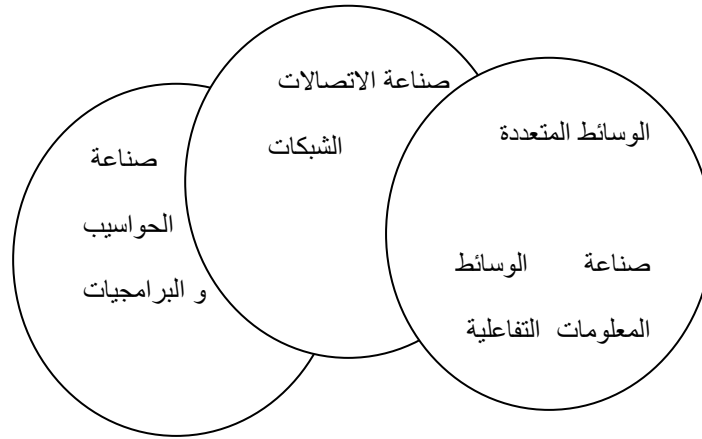 الوسائط المتعددة
صناعة الوسائط
المعلومات التفاعلية
صناعة الاتصالات
الشبكات
صناعة
الحواسيب
و البرامجيات